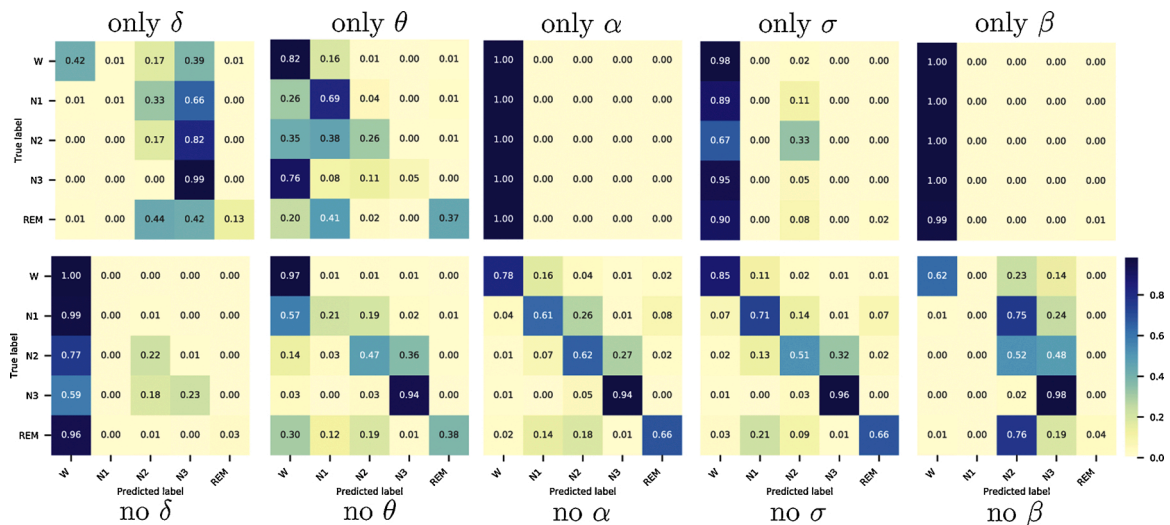 only δ only θ only α only σ only β
True label
W 0.42 0.01 0.17 0.39 0.01 0.82 0.16 0.01 0.00 0.01 1.00 0.00 0.00 0.00 0.00 0.98 0.00 0.02 0.00 0.00 1.00 0.00 0.00 0.00 0.00
N1 0.01 0.01 0.33 0.66 0.00 0.26 0.69 0.04 0.00 0.01 1.00 0.00 0.00 0.00 0.00 0.89 0.00 0.11 0.00 0.00 1.00 0.00 0.00 0.00 0.00
N2 0.00 0.00 0.17 0.82 0.00 0.35 0.38 0.26 0.00 0.01 1.00 0.00 0.00 0.00 0.00 0.67 0.00 0.33 0.00 0.00 1.00 0.00 0.00 0.00 0.00
N3 0.00 0.00 0.00 0.99 0.00 0.76 0.08 0.11 0.05 0.00 1.00 0.00 0.00 0.00 0.00 0.95 0.00 0.05 0.00 0.00 1.00 0.00 0.00 0.00 0.00
REM 0.01 0.00 0.44 0.42 0.13 0.20 0.41 0.02 0.00 0.37 1.00 0.00 0.00 0.00 0.00 0.90 0.00 0.08 0.00 0.02 0.99 0.00 0.00 0.00 0.01
True label
W 1.00 0.00 0.00 0.00 0.00 0.97 0.01 0.01 0.01 0.00 0.78 0.16 0.04 0.01 0.02 0.85 0.11 0.02 0.01 0.01 0.62 0.00 0.23 0.14 0.00
N1 0.99 0.00 0.01 0.00 0.00 0.57 0.21 0.19 0.02 0.01 0.04 0.61 0.26 0.01 0.08 0.07 0.71 0.14 0.01 0.07 0.00 0.00 0.75 0.24 0.00
N2 0.77 0.00 0.22 0.01 0.00 0.14 0.03 0.47 0.36 0.00 0.01 0.07 0.62 0.27 0.02 0.02 0.13 0.51 0.32 0.02 0.00 0.00 0.52 0.48 0.00
N3 0.59 0.00 0.18 0.23 0.00 0.03 0.00 0.03 0.94 0.00 0.01 0.00 0.05 0.94 0.00 0.01 0.00 0.03 0.96 0.00 0.00 0.00 0.02 0.98 0.00
REM 0.96 0.00 0.01 0.00 0.03 0.30 0.12 0.19 0.01 0.38 0.02 0.14 0.18 0.01 0.66 0.03 0.21 0.09 0.01 0.66 0.01 0.00 0.76 0.19 0.04
0.8
0.6
0.4
0.2
0.0
W N1 N2 N3 REM W N1 N2 N3 REM W N1 N2 N3 REM W N1 N2 N3 REM W N1 N2 N3 REM
Predicted label Predicted label Predicted label Predicted label Predicted label
no δ no θ no α no σ no β